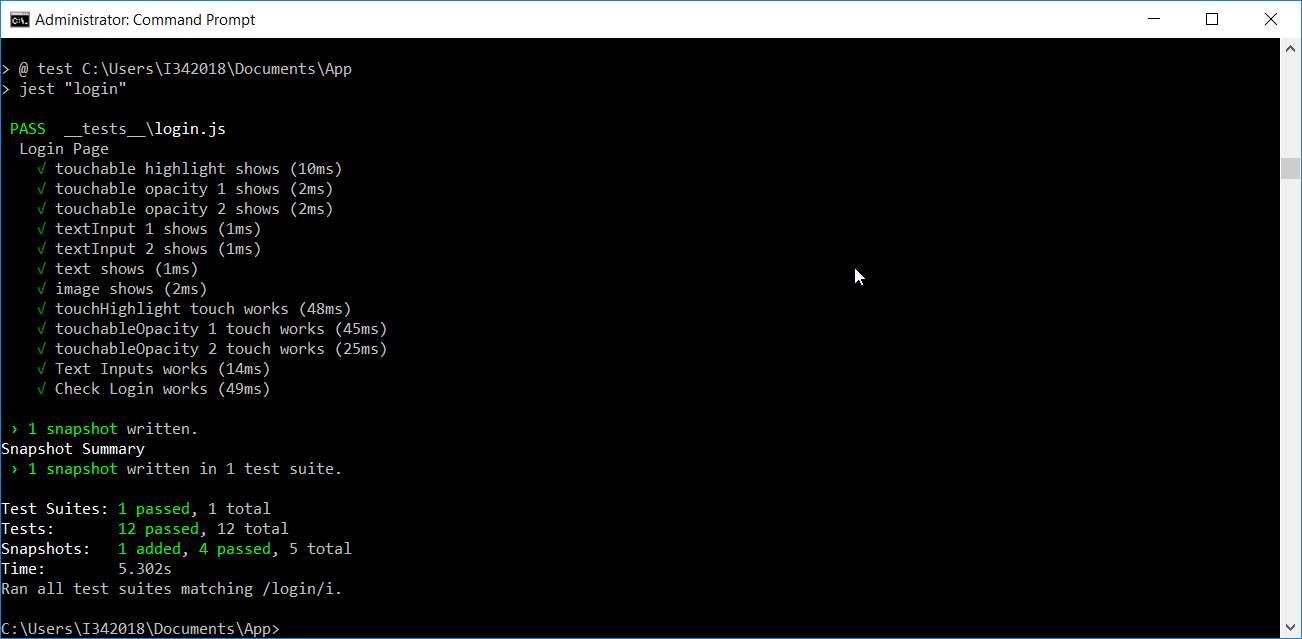 Administrator: Command Prompt
> @ test C:\Users\I342018\Documents\App
> jest "login"
PASS __tests__\login.js
Login Page
√ touchable highlight shows (10ms)
√ touchable opacity 1 shows (2ms)
√ touchable opacity 2 shows (2ms)
√ textInput 1 shows (1ms)
√ textInput 2 shows (1ms)
√ text shows (1ms)
√ image shows (2ms)
√ touchHighlight touch works (48ms)
√ touchableOpacity 1 touch works (45ms)
√ touchableOpacity 2 touch works (25ms)
√ Text Inputs works (14ms)
√ Check Login works (49ms)
› 1 snapshot written.
Snapshot Summary
› 1 snapshot written in 1 test suite.
Test Suites: 1 passed, 1 total
Tests: 12 passed, 12 total
Snapshots: 1 added, 4 passed, 5 total
Time: 5.302s
Ran all test suites matching /login/i.
C:\Users\I342018\Documents\App>